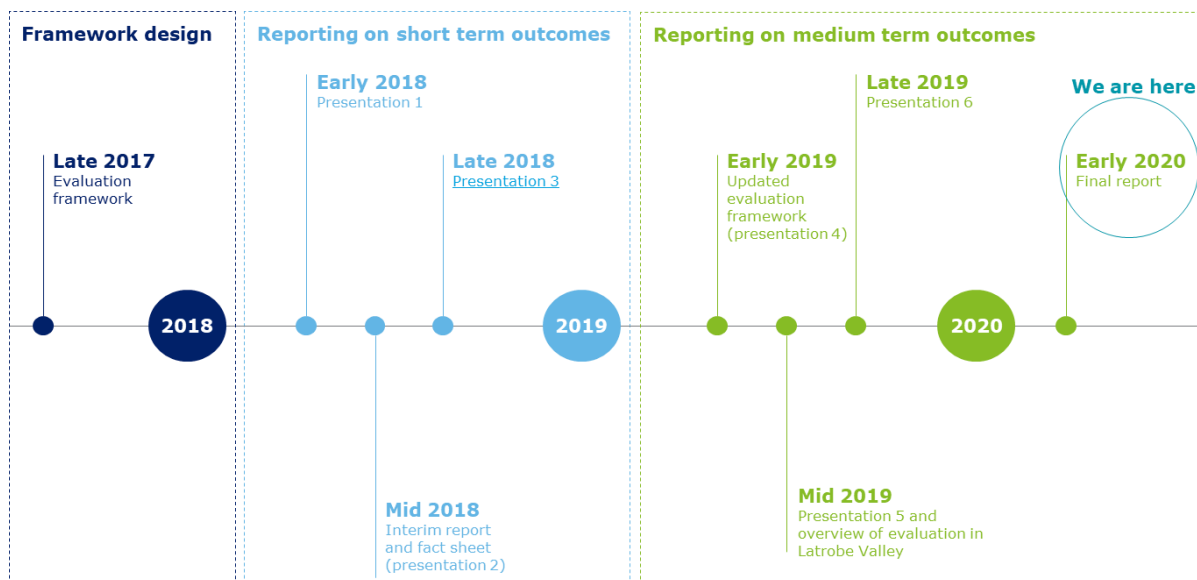 Framework design
Late 2017
Evaluation
framework
2018
Reporting on short term outcomes
Early 2018
Presentation 1
Late 2018
Presentation 3
Mid 2018
Interim report
and fact sheet
(presentation 2)
2019
Reporting on medium term outcomes
Early 2019
Updated
evaluation
framework
(presentation 4)
Late 2019
Presentation 6
Mid 2019
Presentation 5 and
overview of evaluation in
Latrobe Valley
2020
We are here
Early 2020
Final report